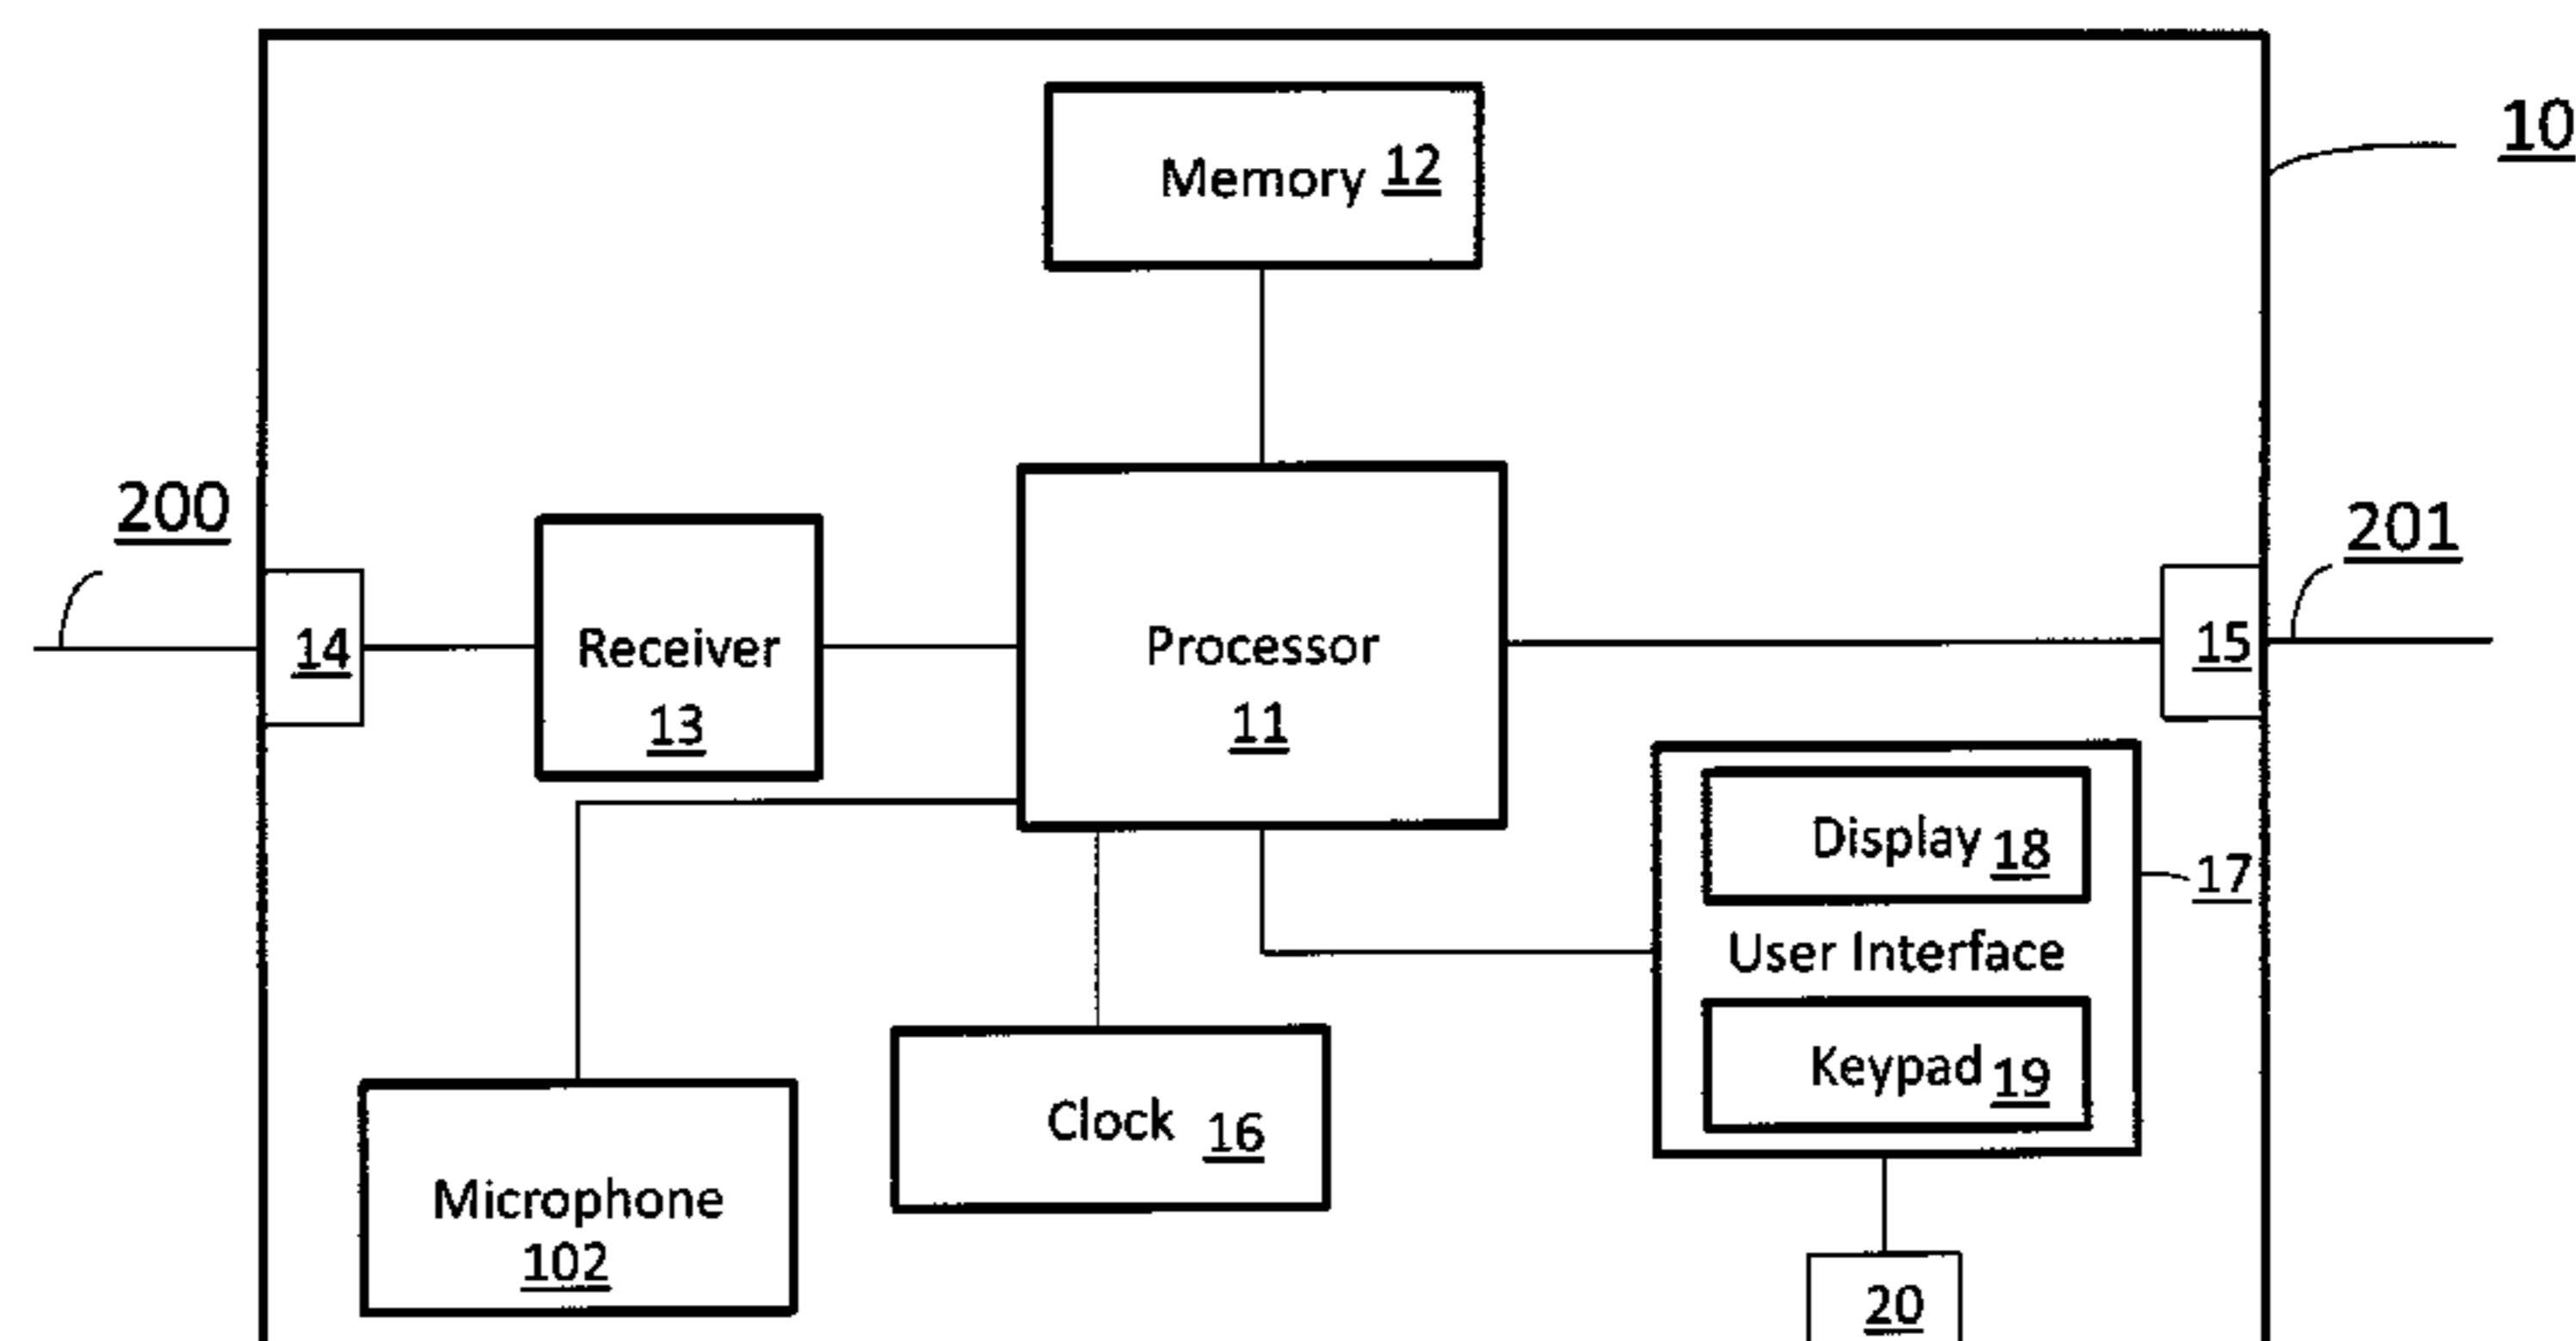 10
Memory 12
200
201
14
Receiver
13
Processor
11
15
Display 18
17
User Interface
Keypad 19
Clock 16
Microphone
102
20